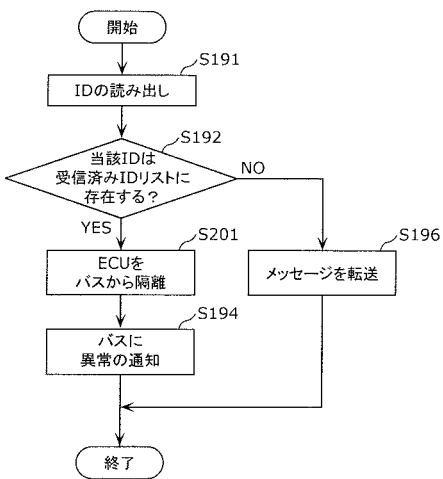 開始
S191
IDの読み出し
S192
当該IDは
受信済みIDリストに
存在する？
NO
YES
S201
ECUを
バスから隔離
S196
メッセージを転送
S194
バスに
異常の通知
終了